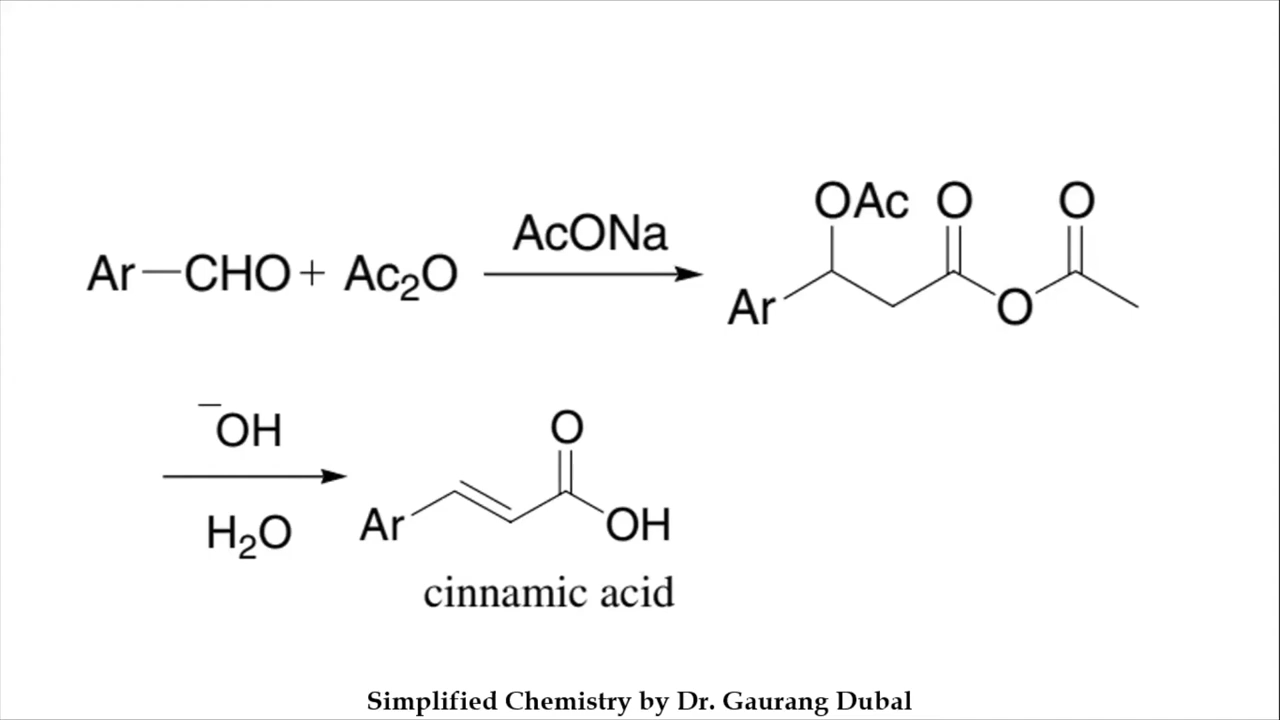 OAc O O
AcONa
Ar—CHO + Ac₂O
Ar O
⁻OH
O
H₂O
Ar OH
cinnamic acid
Simplified Chemistry by Dr. Gaurang Dubal